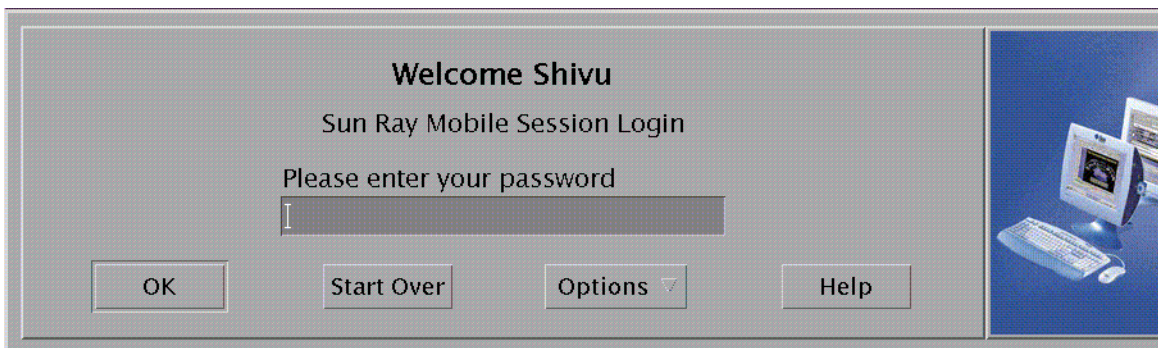 Welcome Shivu
Sun Ray Mobile Session Login
Please enter your password
OK Start Over Options Help